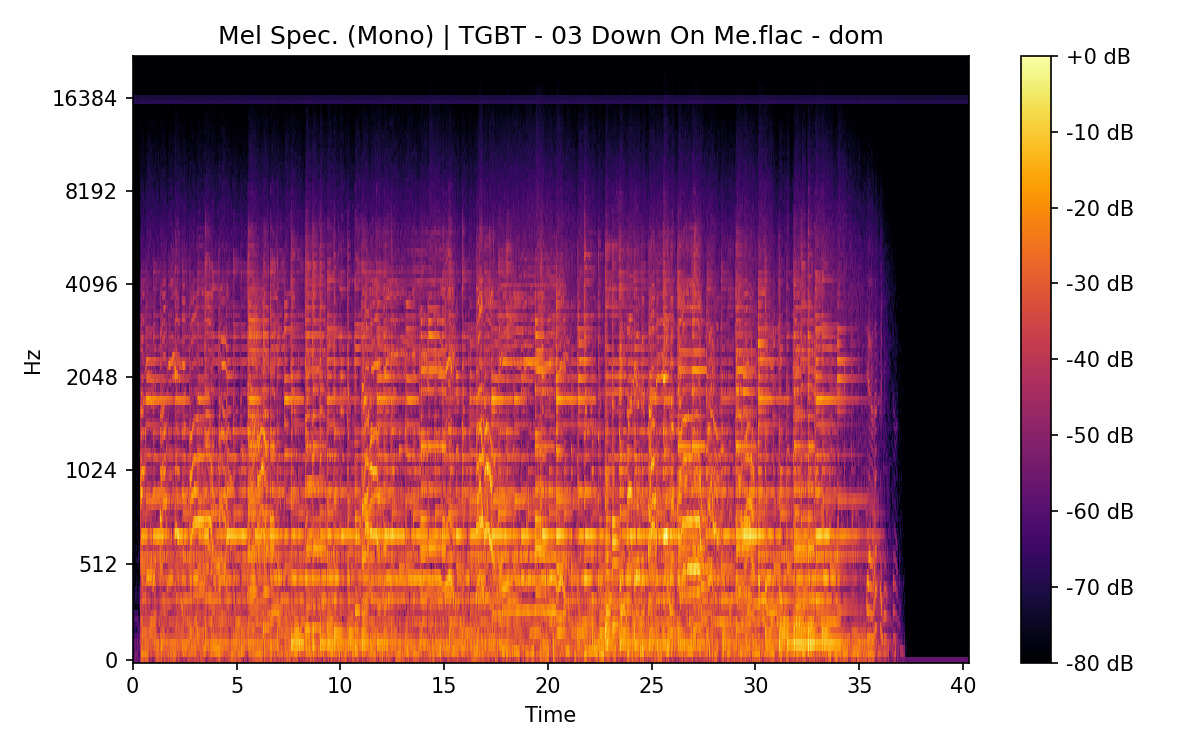 Mel Spec. (Mono) | TGBT - 03 Down On Me.flac - dom
Hz
16384
8192
4096
2048
1024
512
0
0 5 10 15 20 25 30 35 40
Time
+0 dB
-10 dB
-20 dB
-30 dB
-40 dB
-50 dB
-60 dB
-70 dB
-80 dB